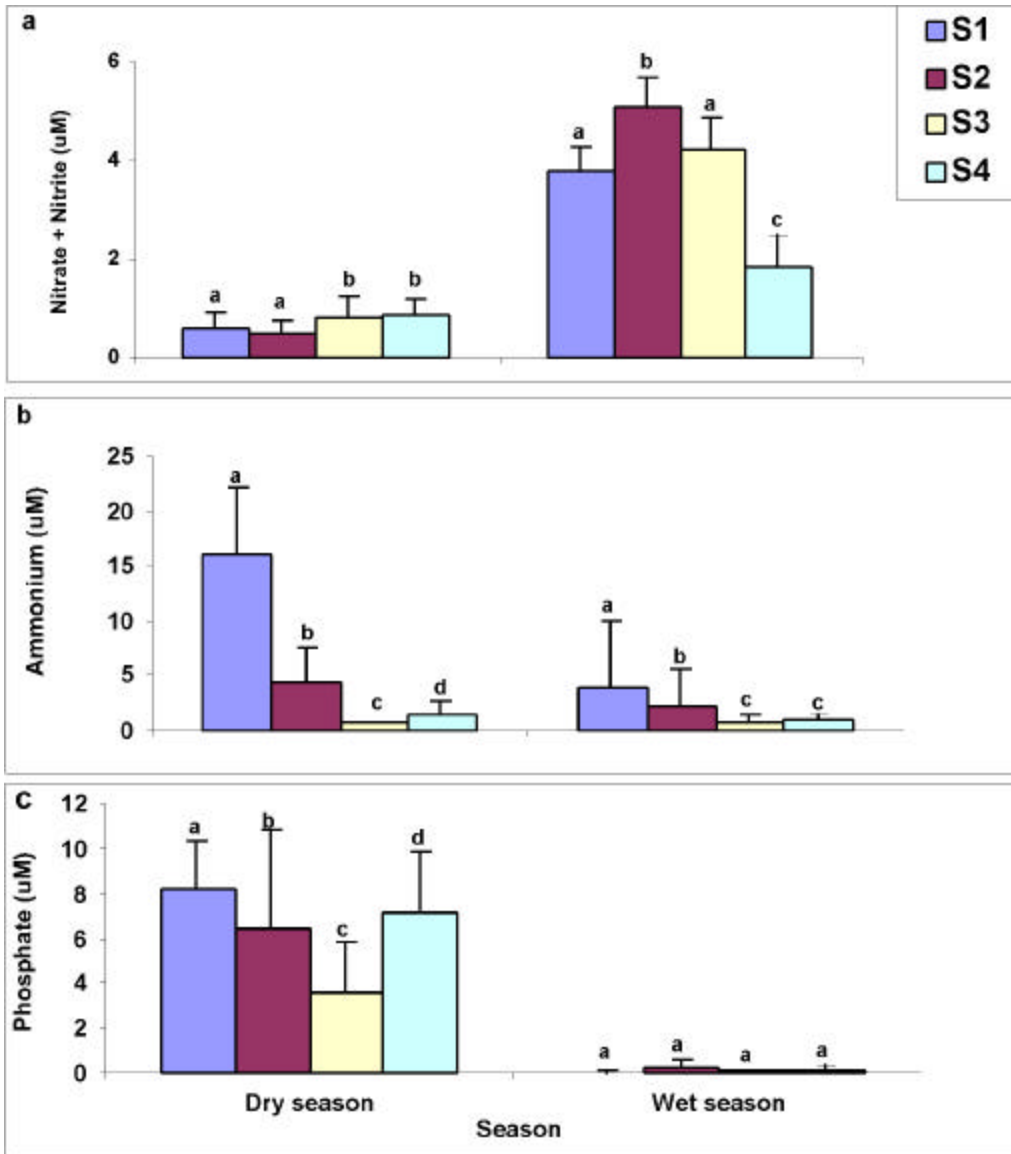 a
S1
S2
S3
S4
Nitrate + Nitrite (uM)
6
4
2
0
a a b b
a b a c
b
Ammonium (uM)
25
20
15
10
5
0
a b c d
a b c c
c
Phosphate (uM)
12
10
8
6
4
2
0
a b c d
a a a a
Dry season Wet season
Season